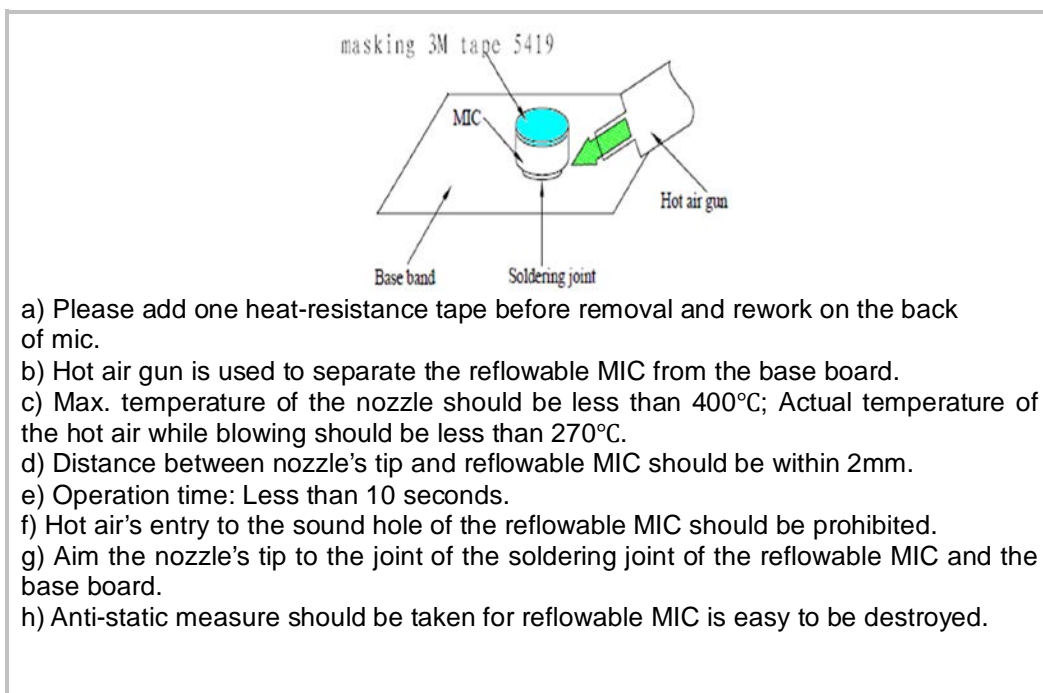 masking 3M tape 5419
MIC
Hot air gun
Base band
Soldering joint
a) Please add one heat-resistance tape before removal and rework on the back
of mic.
b) Hot air gun is used to separate the reflowable MIC from the base board.
c) Max. temperature of the nozzle should be less than 400℃; Actual temperature of
the hot air while blowing should be less than 270℃.
d) Distance between nozzle’s tip and reflowable MIC should be within 2mm.
e) Operation time: Less than 10 seconds.
f) Hot air’s entry to the sound hole of the reflowable MIC should be prohibited.
g) Aim the nozzle’s tip to the joint of the soldering joint of the reflowable MIC and the
base board.
h) Anti-static measure should be taken for reflowable MIC is easy to be destroyed.